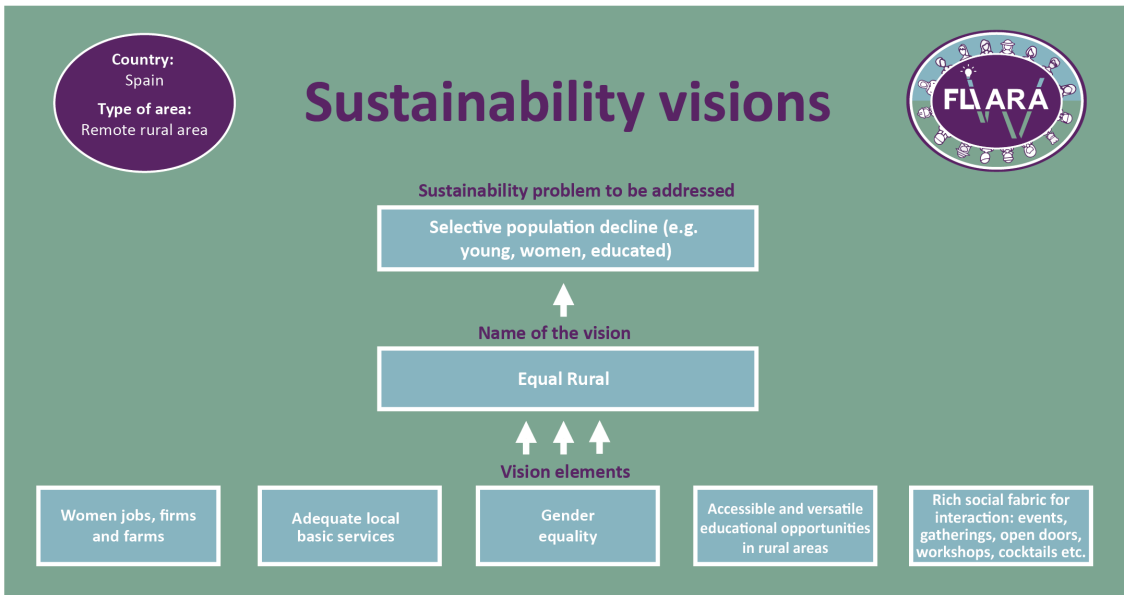 Country:
Spain
Type of area:
Remote rural area
Sustainability visions
FLIARA
Sustainability problem to be addressed
Selective population decline (e.g.
young, women, educated)
Name of the vision
Equal Rural
Vision elements
Women jobs, firms
and farms
Adequate local
basic services
Gender
equality
Accessible and versatile
educational opportunities
in rural areas
Rich social fabric for
interaction: events,
gatherings, open doors,
workshops, cocktails etc.